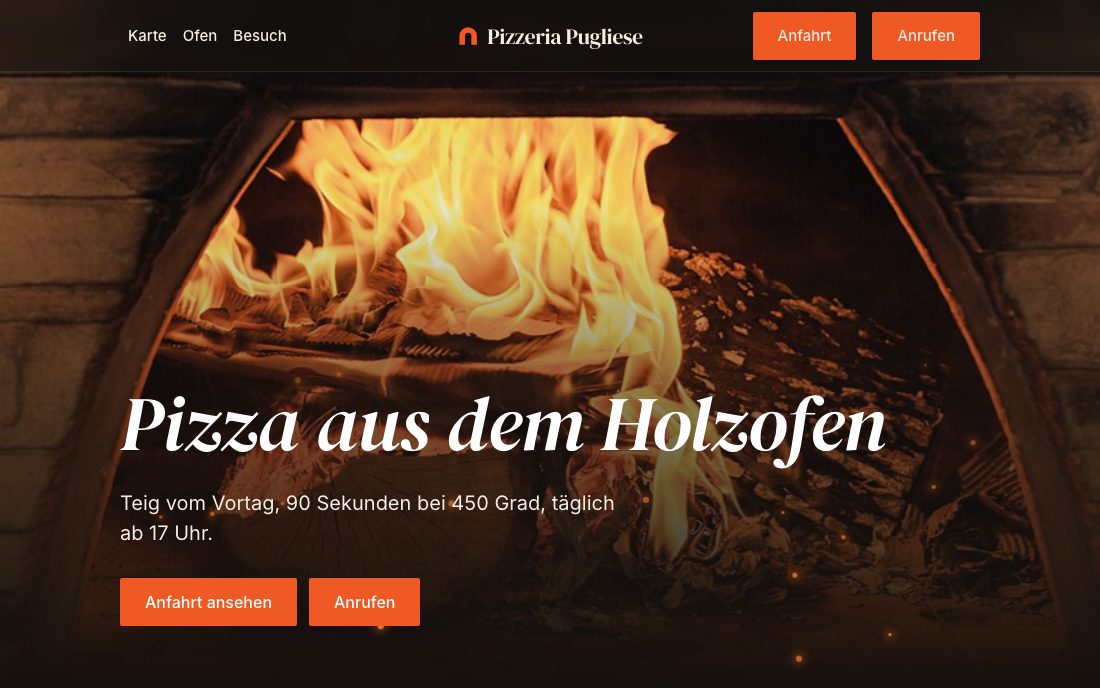 Karte Ofen Besuch
Pizzeria Pugliese
Anfahrt
Anrufen
Pizza aus dem Holzofen
Teig vom Vortag, 90 Sekunden bei 450 Grad, täglich
ab 17 Uhr.
Anfahrt ansehen
Anrufen